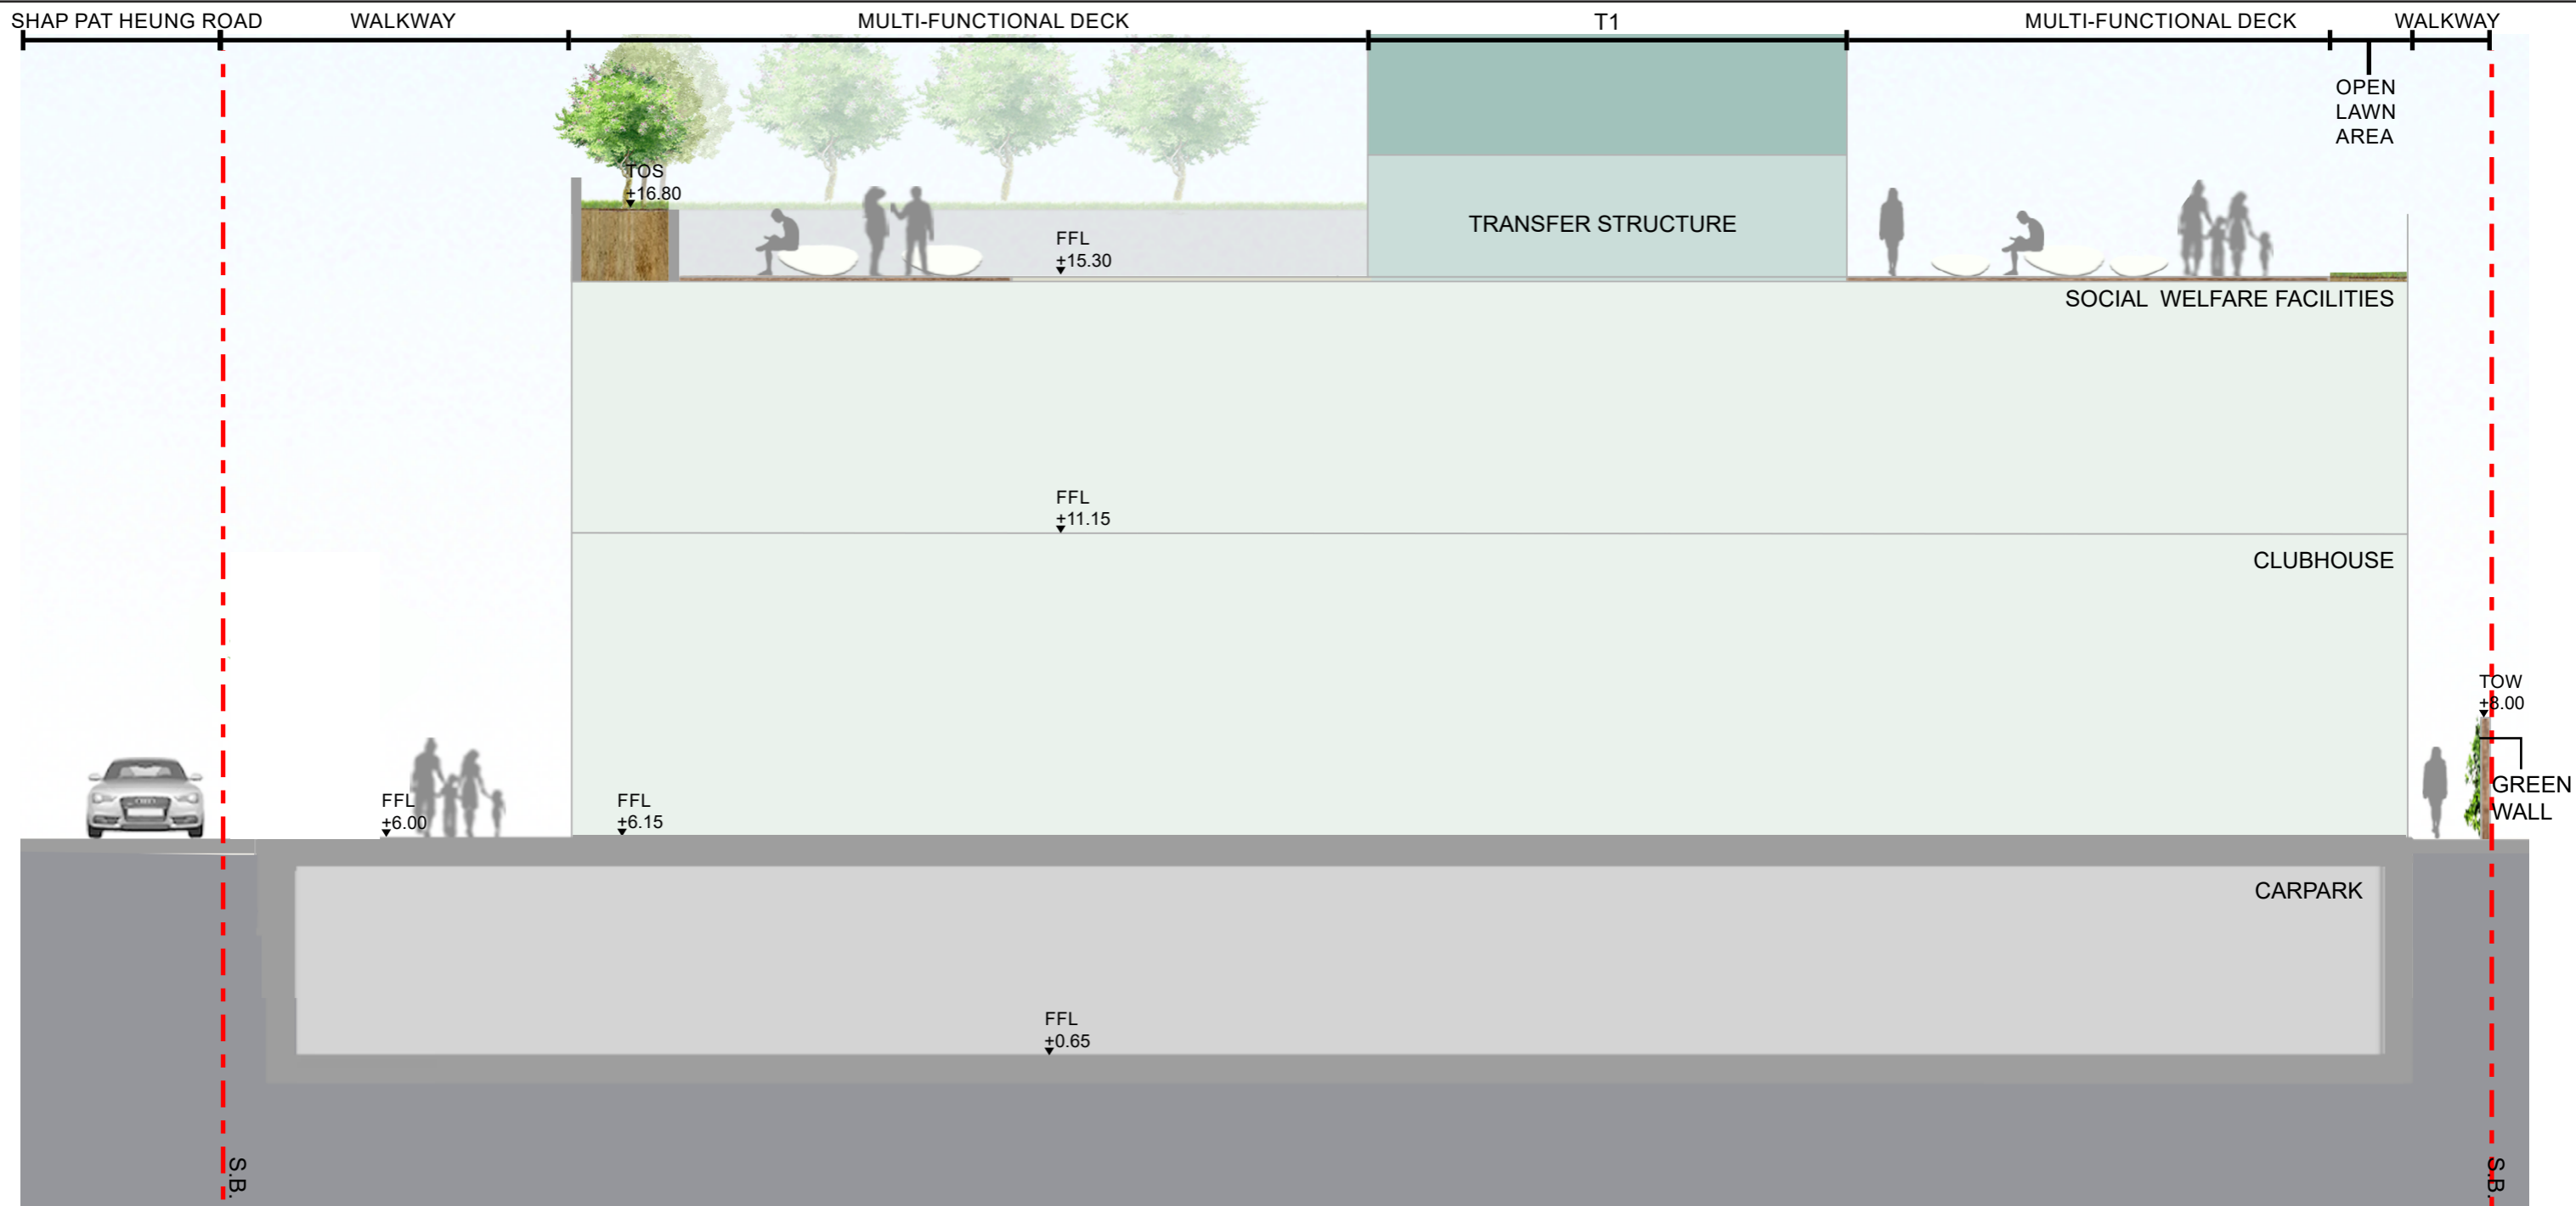 SHAP PAT HEUNG ROAD
WALKWAY
MULTI-FUNCTIONAL DECK
T1
MULTI-FUNCTIONAL DECK
WALKWAY
OPEN
LAWN
AREA
TOS
+16.80
FFL
+15.30
TRANSFER STRUCTURE
SOCIAL WELFARE FACILITIES
FFL
+11.15
CLUBHOUSE
TOW
+8.00
GREEN
WALL
FFL
+6.00
FFL
+6.15
CARPARK
FFL
+0.65
S.B.
S.B.